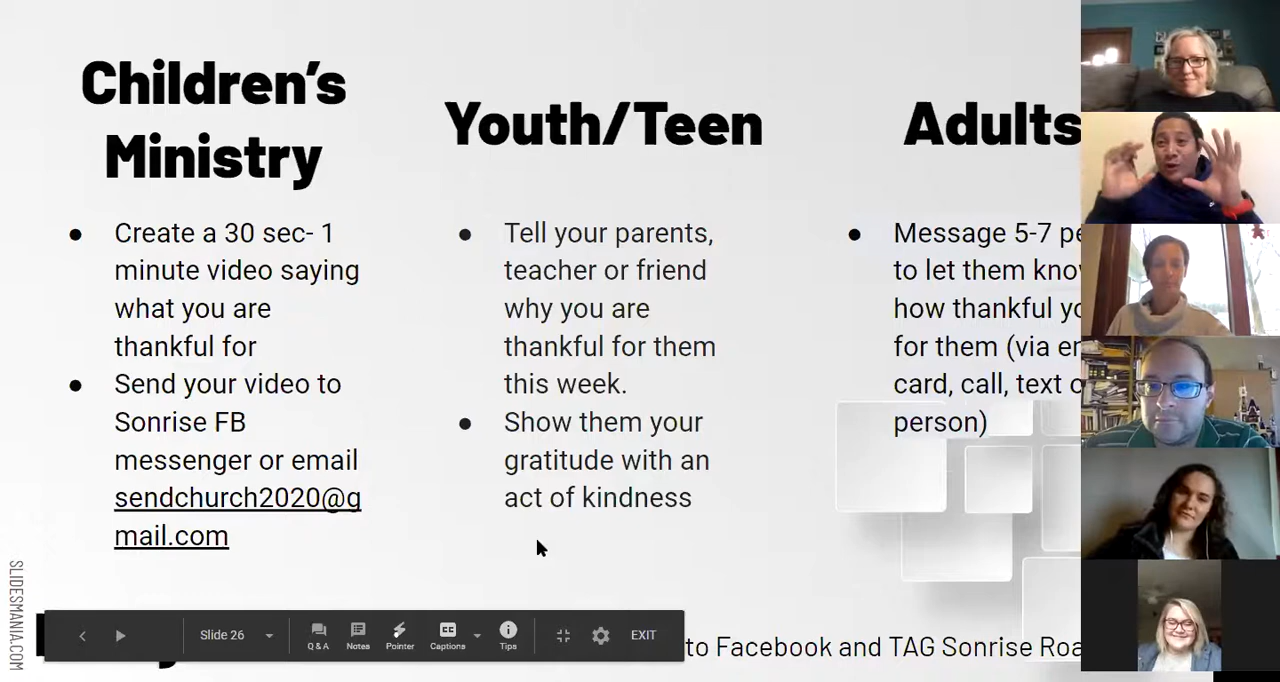 Children's
Ministry
Create a 30 sec- 1
minute video saying
what you are
thankful for
Send your video to
Sonrise FB
messenger or email
sendchurch2020@g
mail.com
Youth/Teen
Tell your parents,
teacher or friend
why you are
thankful for them
this week.
Show them your
gratitude with an
act of kindness
Adults
Message 5-7 pe
to let them know
how thankful yo
for them (via em
card, call, text o
person)
SLIDESMANIA.COM
Slide 26
Q & A
Notes
Pointer
Captions
Tips
EXIT
to Facebook and TAG Sonrise Roa